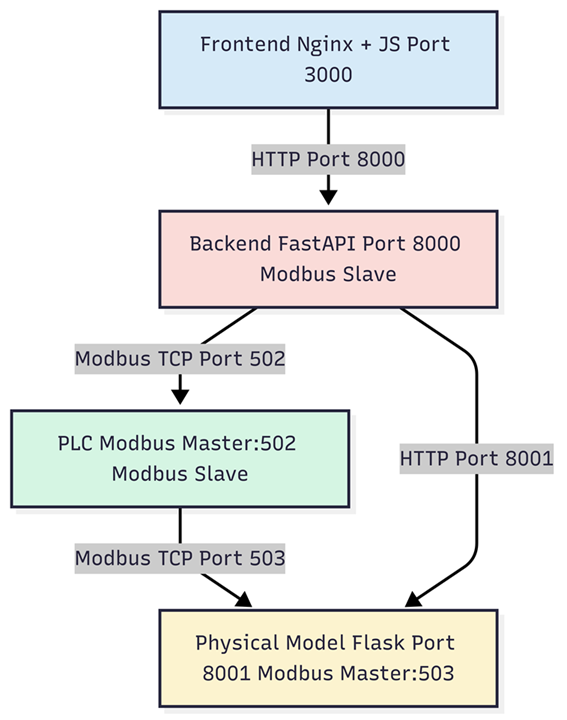 Frontend Nginx + JS Port
3000
HTTP Port 8000
Backend FastAPI Port 8000
Modbus Slave
Modbus TCP Port 502
PLC Modbus Master:502
Modbus Slave
HTTP Port 8001
Modbus TCP Port 503
Physical Model Flask Port
8001 Modbus Master:503